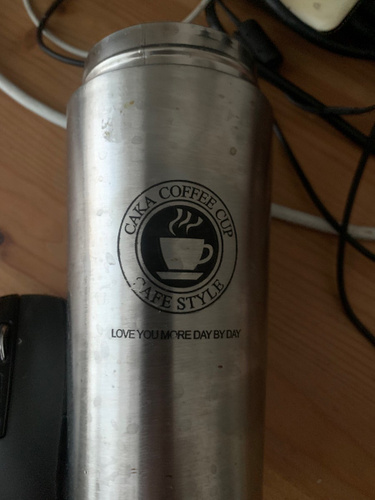 CAKA COFFEE CUP
CAFE STYLE
LOVE YOU MORE DAY BY DAY